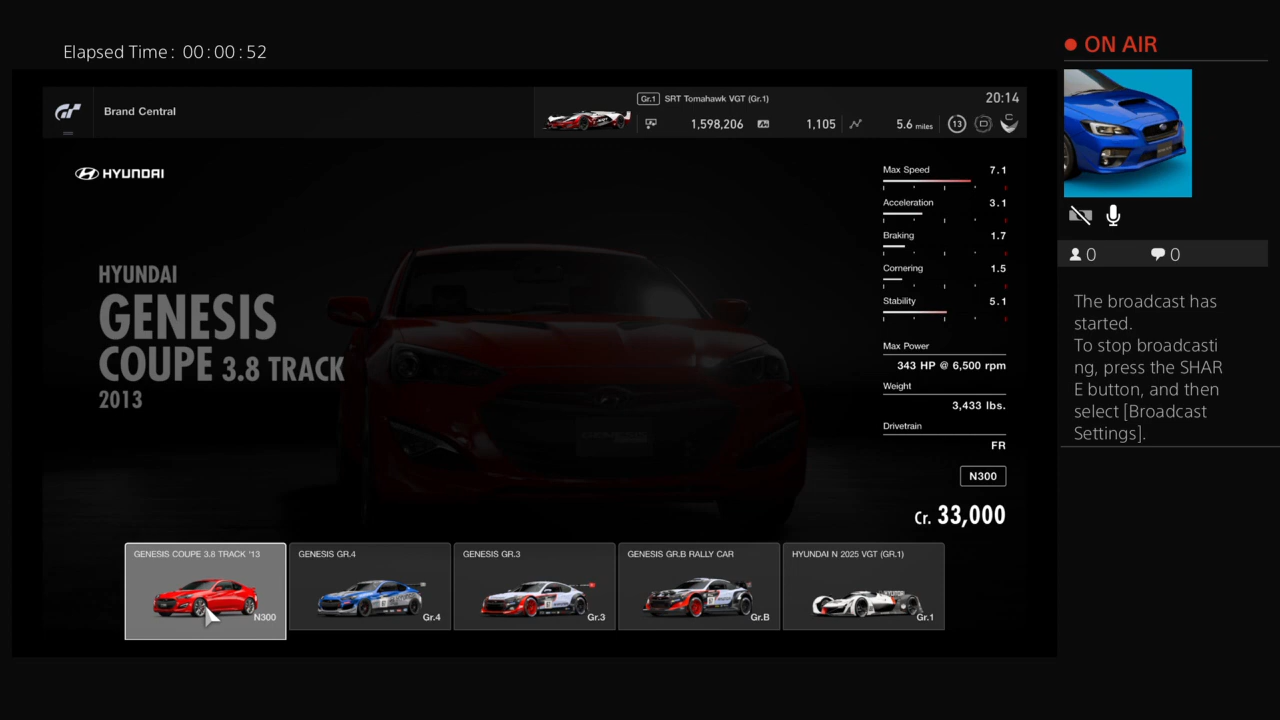 Elapsed Time: 00:00:52
ON AIR
Brand Central
Gr.1 SRT Tomahawk VGT (Gr.1)
20:14
1,598,206
1,105
5.6 miles
13
HYUNDAI
HYUNDAI
GENESIS
COUPE 3.8 TRACK
2013
Max Speed 7.1
Acceleration 3.1
Braking 1.7
Cornering 1.5
Stability 5.1
Max Power
343 HP @ 6,500 rpm
Weight
3,433 lbs.
Drivetrain
FR
N300
Cr. 33,000
GENESIS COUPE 3.8 TRACK '13
N300
GENESIS GR.4
Gr.4
GENESIS GR.3
Gr.3
GENESIS GR.B RALLY CAR
Gr.B
HYUNDAI N 2025 VGT (GR.1)
Gr.1
0
0
The broadcast has
started.
To stop broadcasti
ng, press the SHAR
E button, and then
select [Broadcast
Settings].